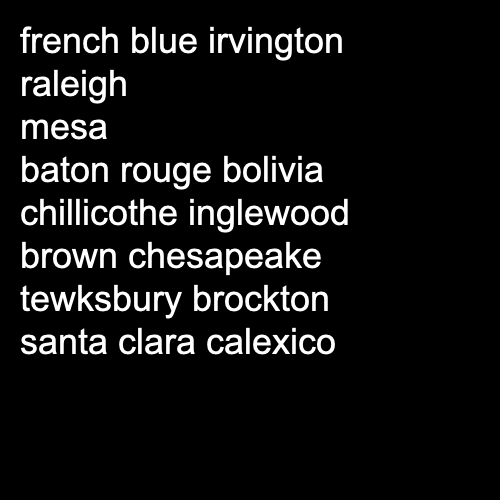 french blue irvington
raleigh
mesa
baton rouge bolivia
chillicothe inglewood
brown chesapeake
tewksbury brockton
santa clara calexico